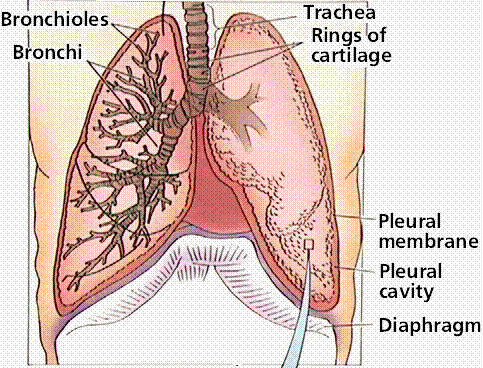 Bronchioles
Bronchi
Trachea
Rings of
cartilage
Pleural
membrane
Pleural
cavity
Diaphragm